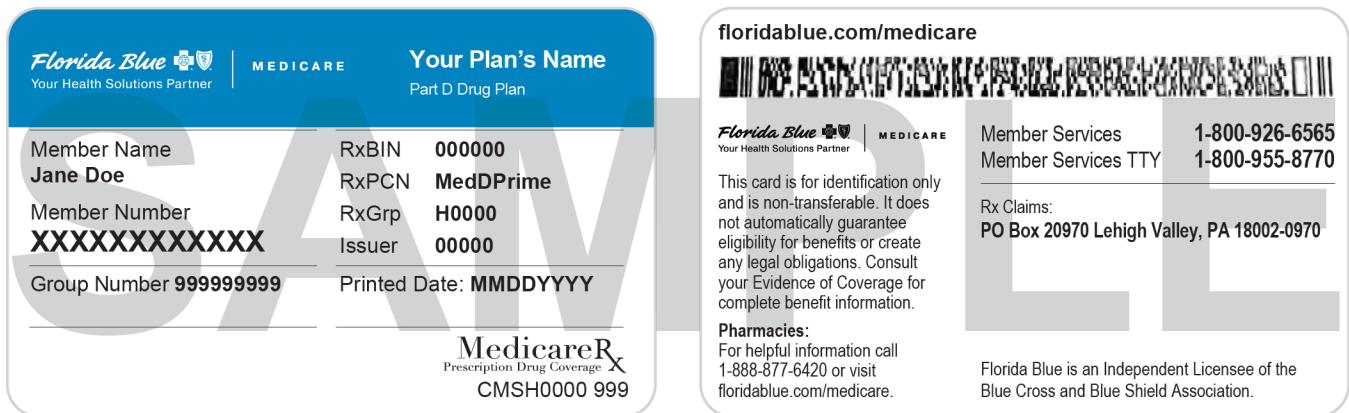 Florida Blue
Your Health Solutions Partner
MEDICARE
Your Plan's Name
Part D Drug Plan
Member Name
Jane Doe
Member Number
XXXXXXXXXXXX
Group Number 999999999
RxBIN 000000
RxPCN MedDPrime
RxGrp H0000
Issuer 00000
Printed Date: MMDDYYYY
MedicareRx
Prescription Drug Coverage
CMSH0000 999
SAMPLE
floridablue.com/medicare
Florida Blue
Your Health Solutions Partner
MEDICARE
This card is for identification only
and is non-transferable. It does
not automatically guarantee
eligibility for benefits or create
any legal obligations. Consult
your Evidence of Coverage for
complete benefit information.
Pharmacies:
For helpful information call
1-888-877-6420 or visit
floridablue.com/medicare.
Member Services 1-800-926-6565
Member Services TTY 1-800-955-8770
Rx Claims:
PO Box 20970 Lehigh Valley, PA 18002-0970
Florida Blue is an Independent Licensee of the
Blue Cross and Blue Shield Association.